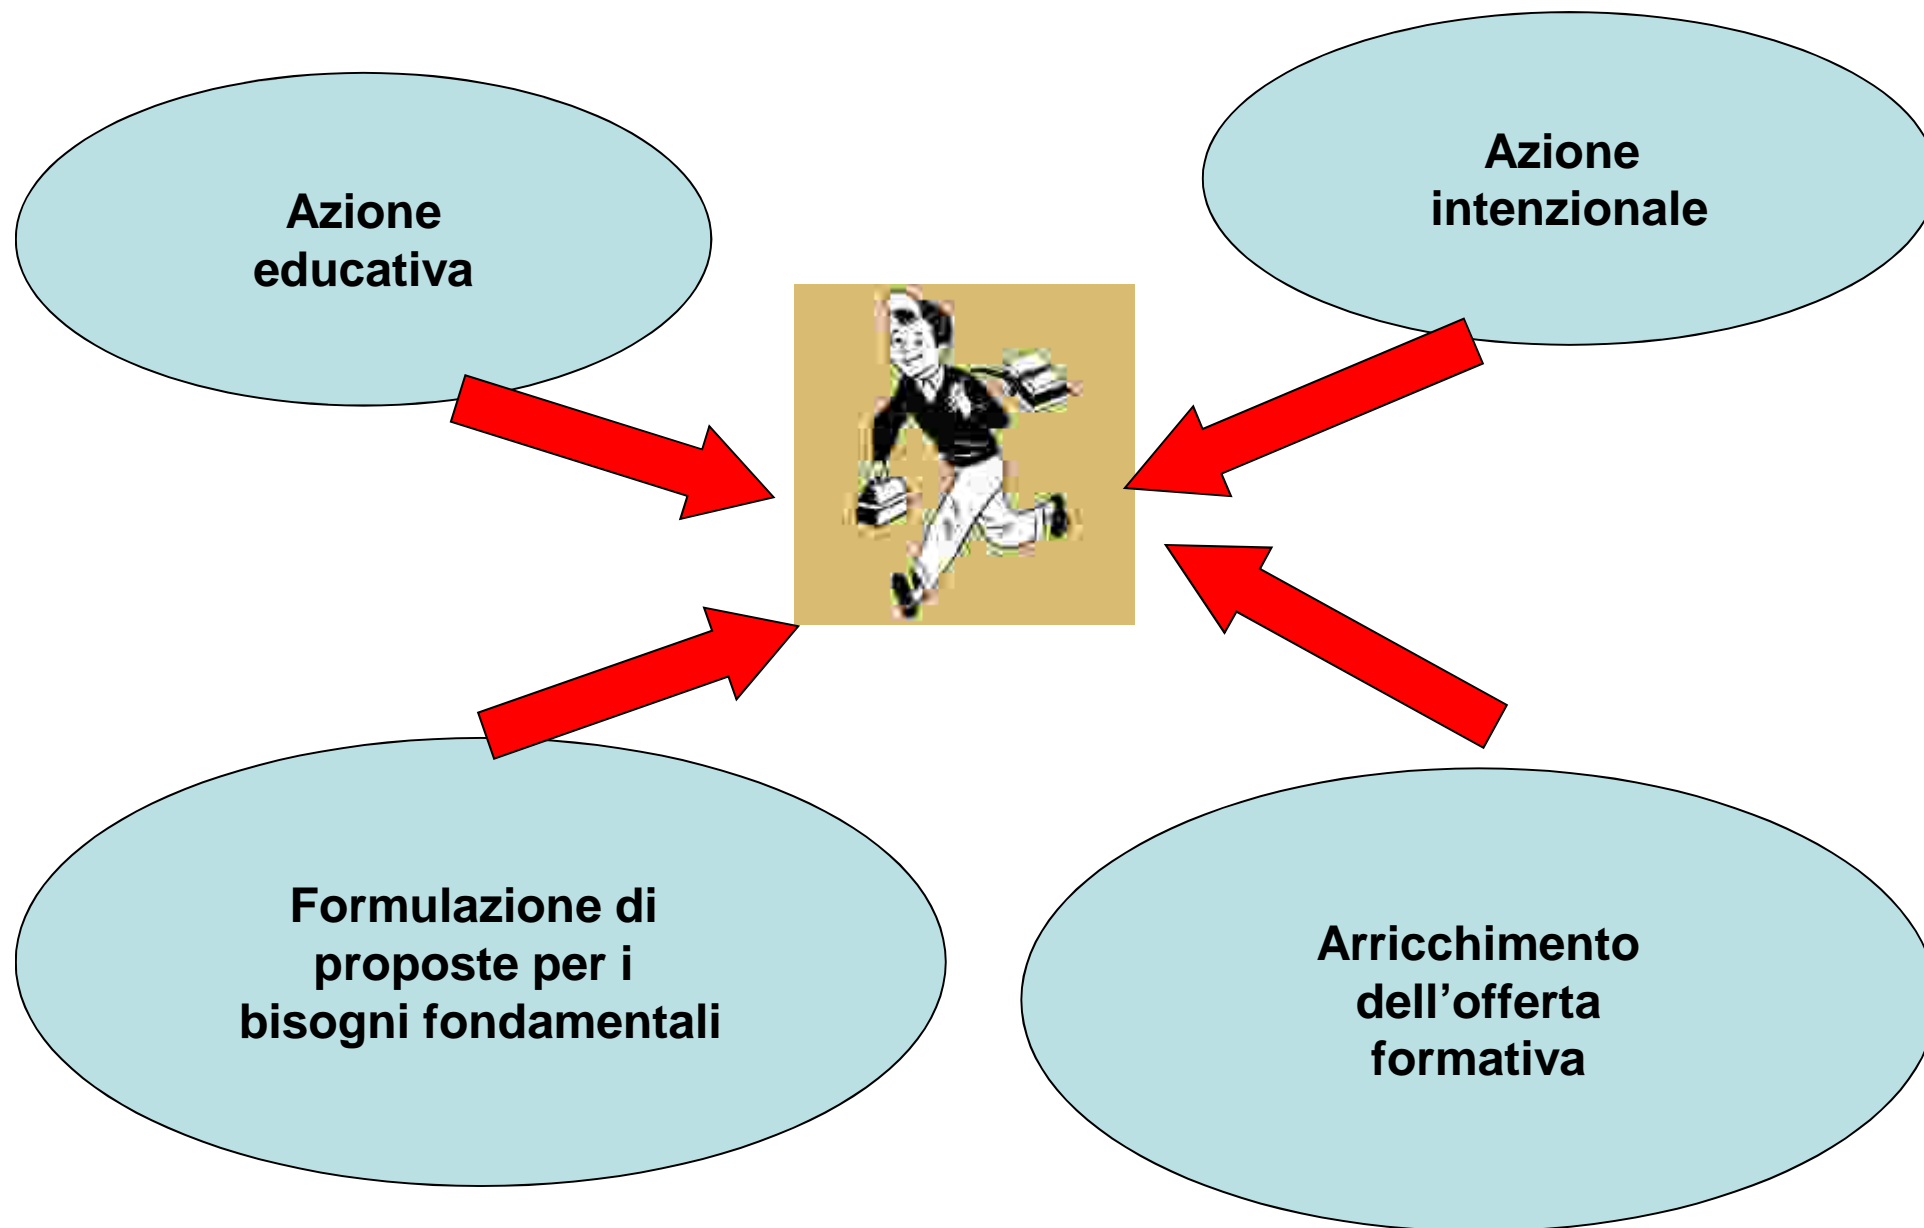 Azione
educativa
Azione
intenzionale
Formulazione di
proposte per i
bisogni fondamentali
Arricchimento
dell’offerta
formativa